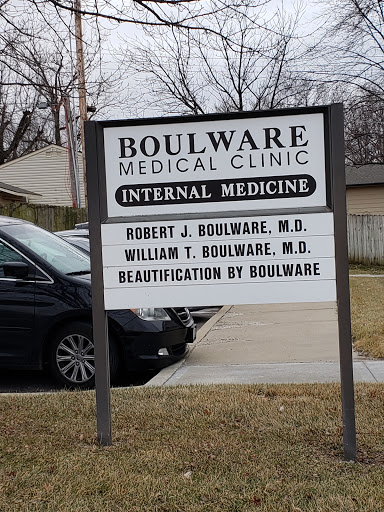 BOULWARE
MEDICAL CLINIC
INTERNAL MEDICINE
ROBERT J. BOULWARE, M.D.
WILLIAM T. BOULWARE, M.D.
BEAUTIFICATION BY BOULWARE